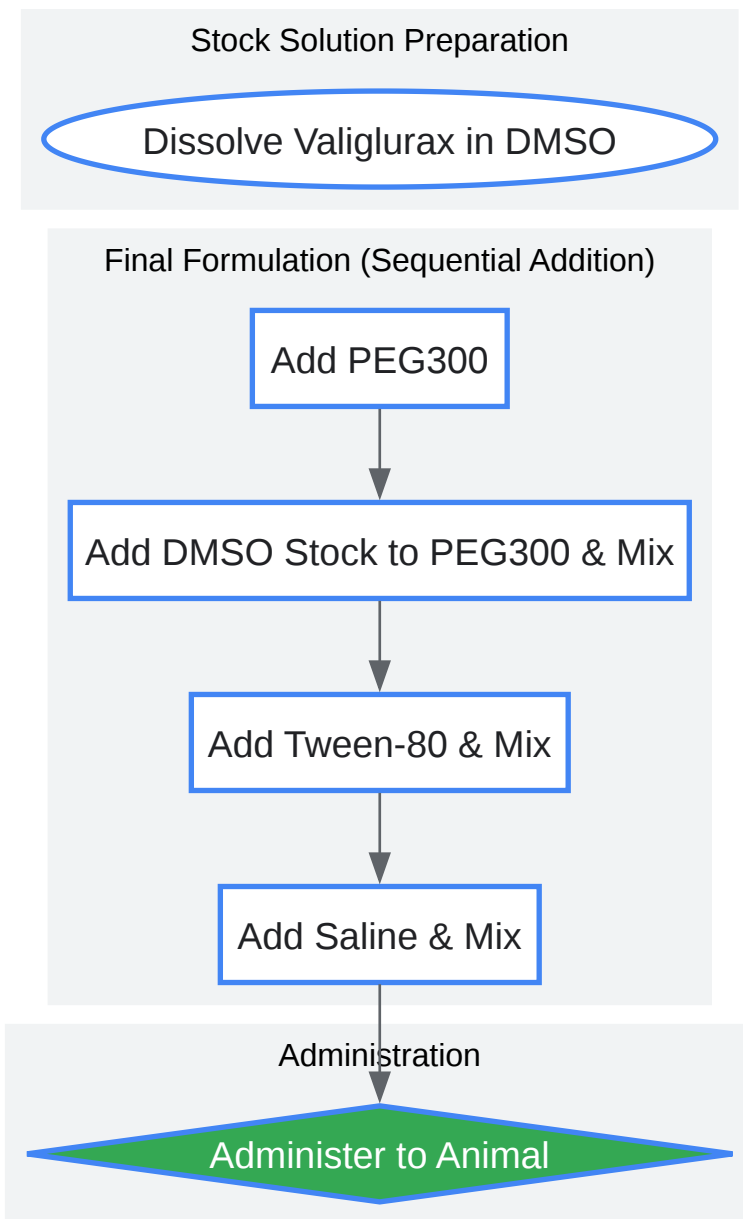 Stock Solution Preparation
Dissolve Valiglurax in DMSO
Final Formulation (Sequential Addition)
Add PEG300
Add DMSO Stock to PEG300 & Mix
Add Tween-80 & Mix
Add Saline & Mix
Administration
Administer to Animal